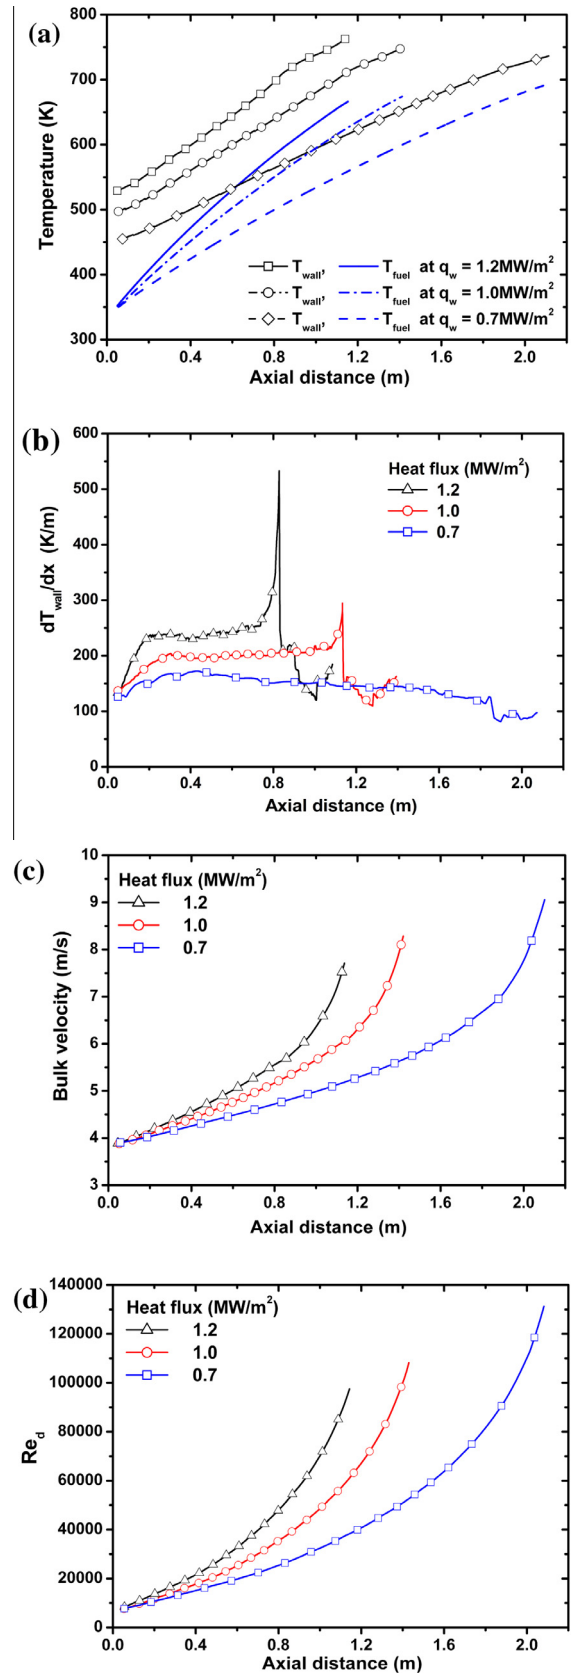 (a)
800
700
600
500
400
300
Temperature (K)
T_wall, T_fuel at q_w = 1.2MW/m²
T_wall, T_fuel at q_w = 1.0MW/m²
T_wall, T_fuel at q_w = 0.7MW/m²
0.0 0.4 0.8 1.2 1.6 2.0
Axial distance (m)
(b)
600
500
400
300
200
100
0
dT_wall/dx (K/m)
Heat flux (MW/m²)
1.2
1.0
0.7
0.0 0.4 0.8 1.2 1.6 2.0
Axial distance (m)
(c)
10
9
8
7
6
5
4
3
Bulk velocity (m/s)
Heat flux (MW/m²)
1.2
1.0
0.7
0.0 0.4 0.8 1.2 1.6 2.0
Axial distance (m)
(d)
140000
120000
100000
80000
60000
40000
20000
0
Re_d
Heat flux (MW/m²)
1.2
1.0
0.7
0.0 0.4 0.8 1.2 1.6 2.0
Axial distance (m)